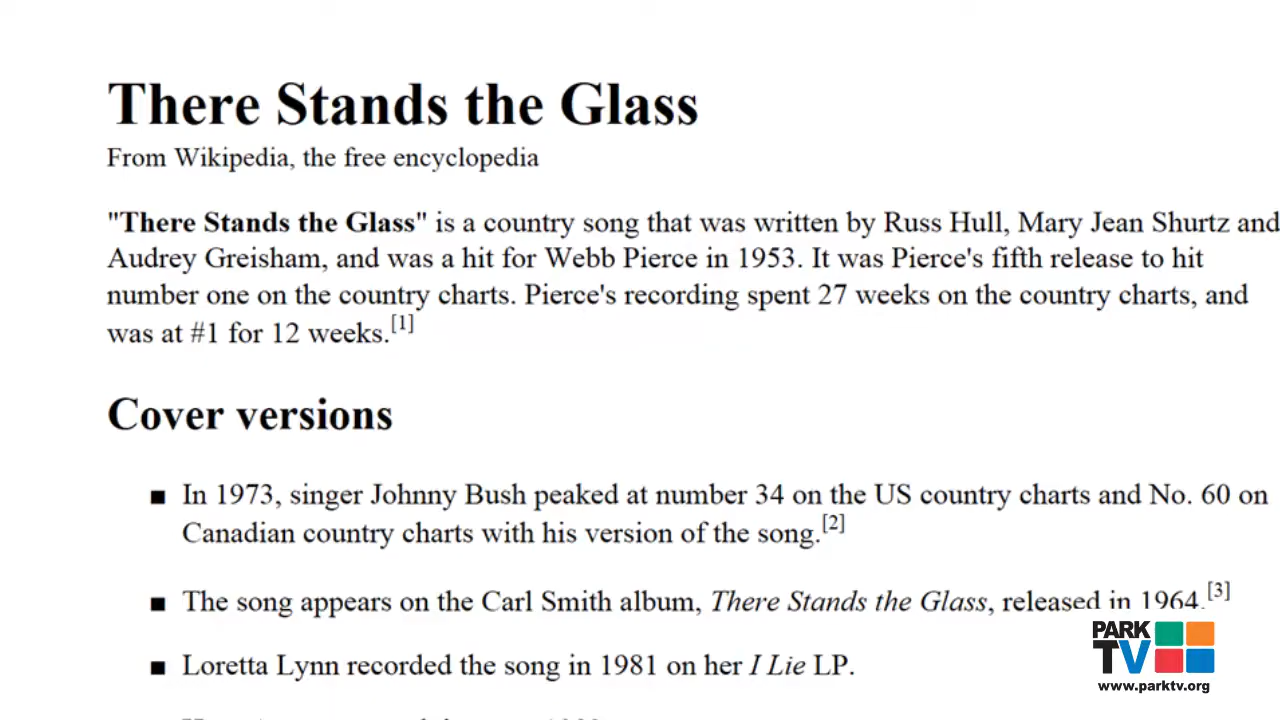 There Stands the Glass
From Wikipedia, the free encyclopedia
"There Stands the Glass" is a country song that was written by Russ Hull, Mary Jean Shurtz and
Audrey Greisham, and was a hit for Webb Pierce in 1953. It was Pierce's fifth release to hit
number one on the country charts. Pierce's recording spent 27 weeks on the country charts, and
was at #1 for 12 weeks.[1]
Cover versions
■ In 1973, singer Johnny Bush peaked at number 34 on the US country charts and No. 60 on
Canadian country charts with his version of the song.[2]
■ The song appears on the Carl Smith album, There Stands the Glass, released in 1964.[3]
■ Loretta Lynn recorded the song in 1981 on her I Lie LP.
PARK
TV
www.parktv.org